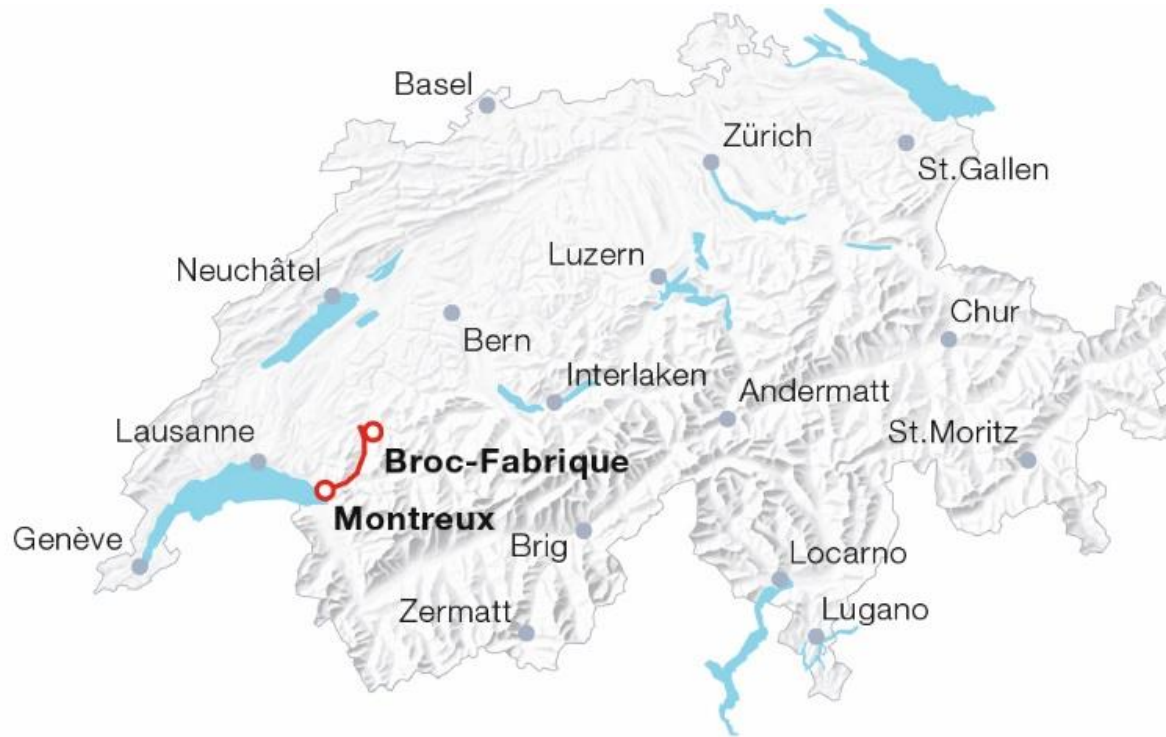 Basel
Zürich
St.Gallen
Neuchâtel
Luzern
Bern
Chur
Interlaken
Andermatt
Lausanne
St.Moritz
Broc-Fabrique
Montreux
Genève
Brig
Locarno
Zermatt
Lugano